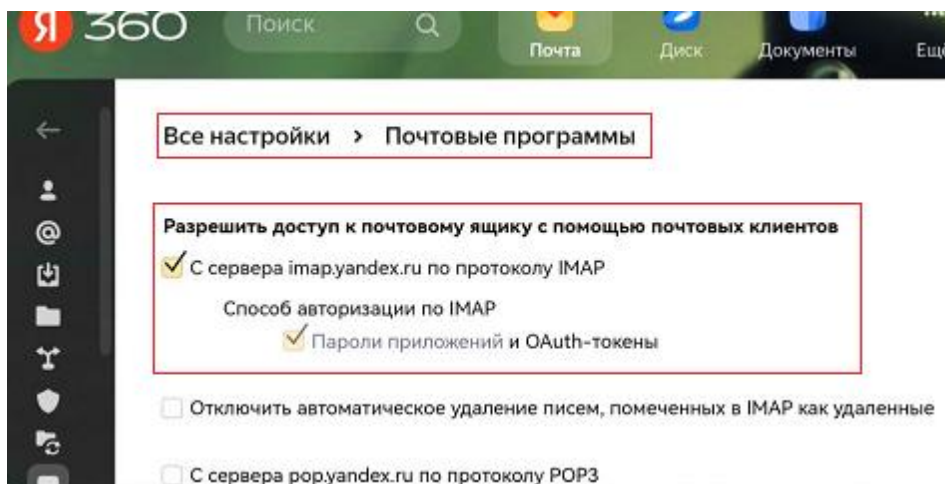 Я 360
Поиск
Почта
Диск
Документы
Все настройки > Почтовые программы
Разрешить доступ к почтовому ящику с помощью почтовых клиентов
С сервера imap.yandex.ru по протоколу IMAP
Способ авторизации по IMAP
Пароли приложений и OAuth-токены
Отключить автоматическое удаление писем, помеченных в IMAP как удаленные
С сервера pop.yandex.ru по протоколу POP3